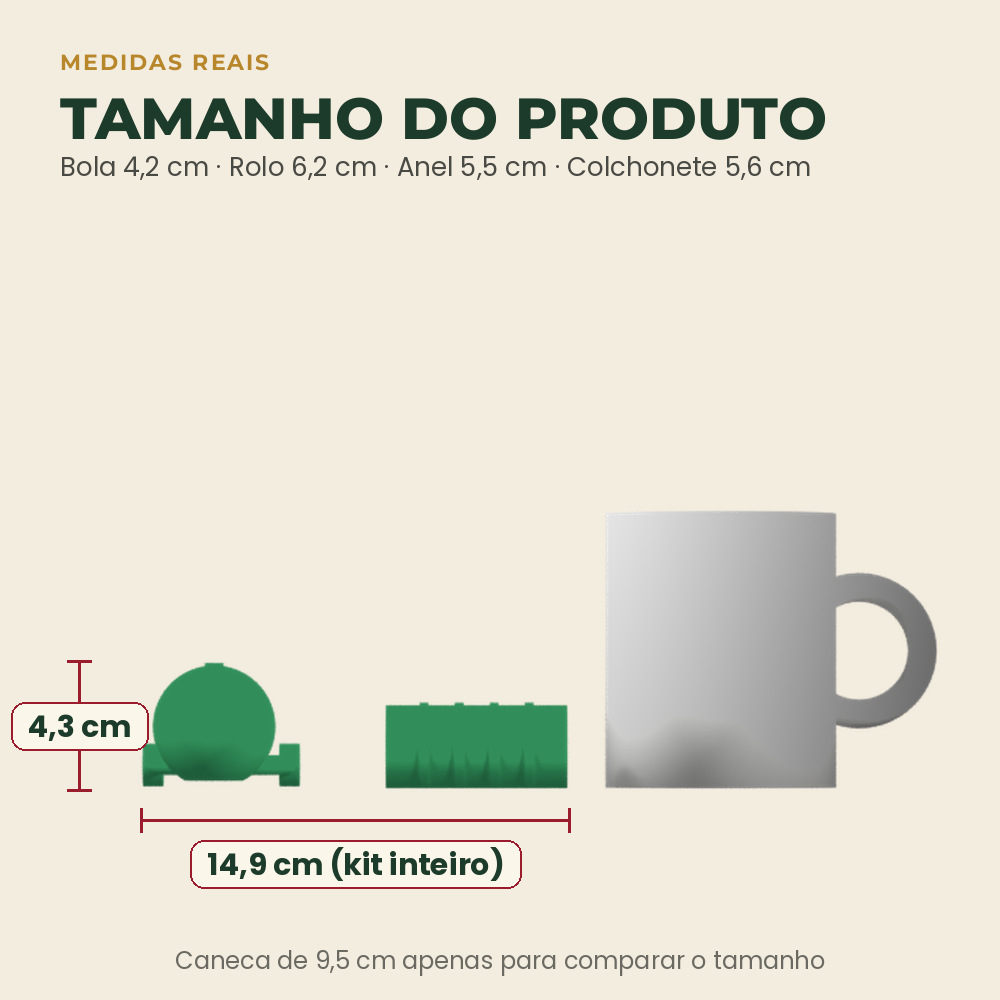 MEDIDAS REAIS
TAMANHO DO PRODUTO
Bola 4,2 cm · Rolo 6,2 cm · Anel 5,5 cm · Colchonete 5,6 cm
4,3 cm
14,9 cm (kit inteiro)
Caneca de 9,5 cm apenas para comparar o tamanho